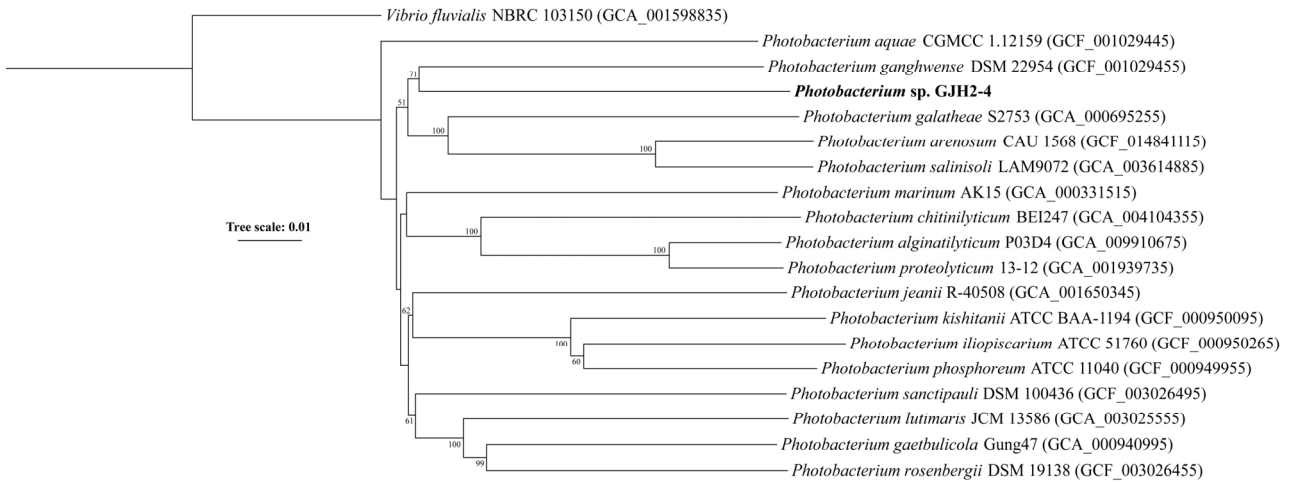 Vibrio fluvialis NBRC 103150 (GCA_001598835)
Photobacterium aquae CGMCC 1.12159 (GCF_001029445)
Photobacterium ganghwense DSM 22954 (GCF_001029455)
71
Photobacterium sp. GJH2-4
51
Photobacterium galatheae S2753 (GCA_000695255)
100
Photobacterium arenosum CAU 1568 (GCF_014841115)
100
Photobacterium salinisoli LAM9072 (GCA_003614885)
Photobacterium marinum AK15 (GCA_000331515)
Photobacterium chitinilyticum BEI247 (GCA_004104355)
Tree scale: 0.01
100
Photobacterium alginatilyticum P03D4 (GCA_009910675)
100
Photobacterium proteolyticum 13-12 (GCA_001939735)
Photobacterium jeanii R-40508 (GCA_001650345)
62
Photobacterium kishitanii ATCC BAA-1194 (GCF_000950095)
100
Photobacterium iliopiscarium ATCC 51760 (GCF_000950265)
60
Photobacterium phosphoreum ATCC 11040 (GCF_000949955)
Photobacterium sanctipauli DSM 100436 (GCF_003026495)
61
Photobacterium lutimaris JCM 13586 (GCA_003025555)
100
Photobacterium gaetbulicola Gung47 (GCA_000940995)
99
Photobacterium rosenbergii DSM 19138 (GCF_003026455)